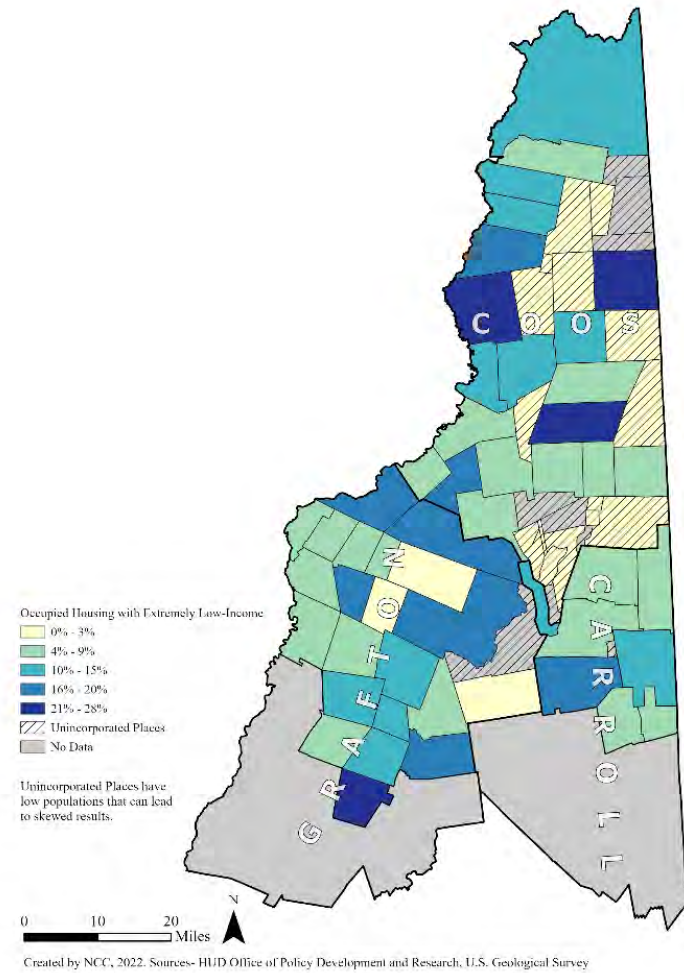 COOS
CARROLL
GRAFTON
Occupied Housing with Extremely Low-Income
0% - 3%
4% - 9%
10% - 15%
16% - 20%
21% - 28%
Unincorporated Places
No Data
Unincorporated Places have
low populations that can lead
to skewed results.
N
0 10 20
Miles
Created by NCC, 2022. Sources- HUD Office of Policy Development and Research, U.S. Geological Survey